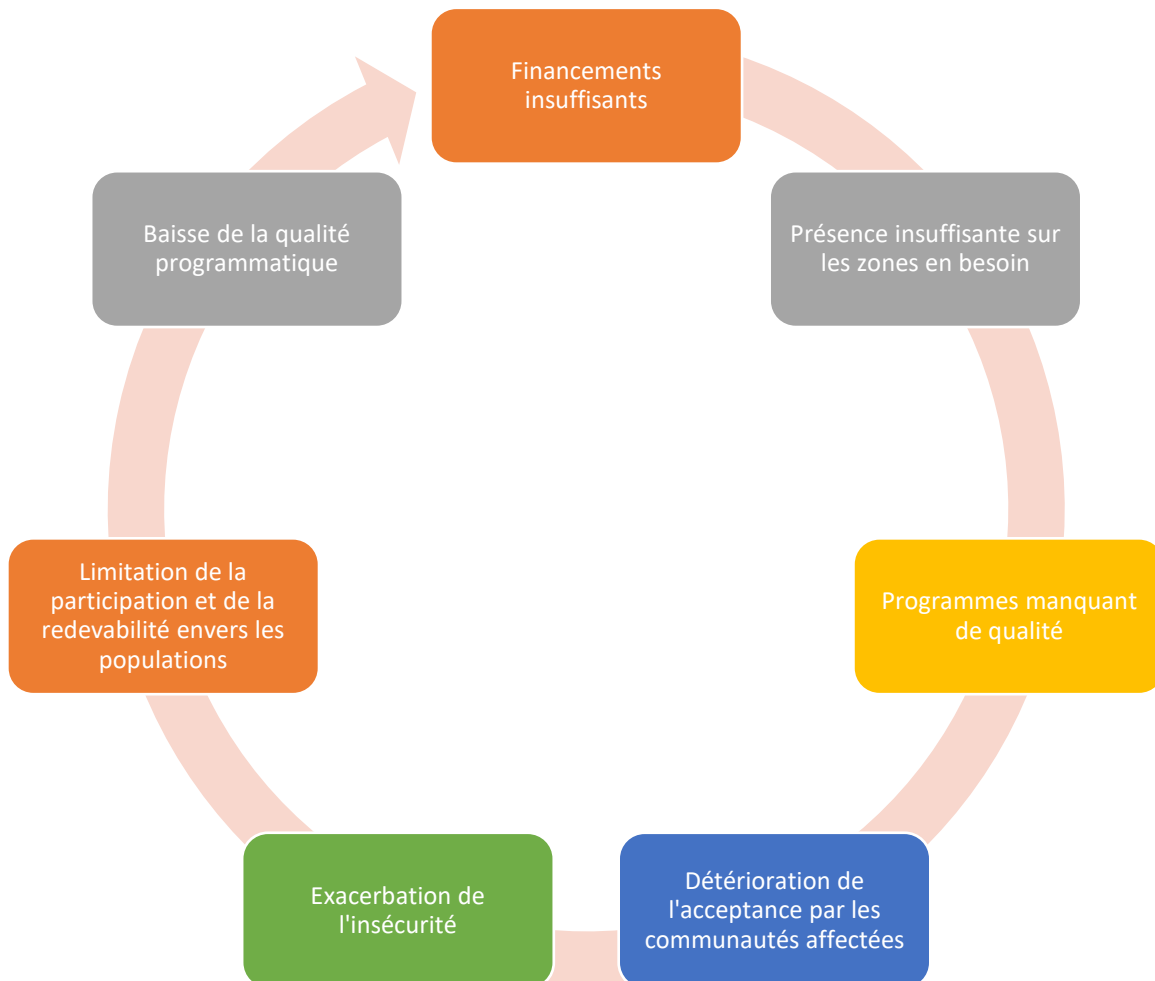 Financements
insuffisants
Présence insuffisante sur
les zones en besoin
Programmes manquant
de qualité
Détérioration de
l'acceptance par les
communautés affectées
Exacerbation de
l'insécurité
Limitation de la
participation et de la
redevabilité envers les
populations
Baisse de la qualité
programmatique